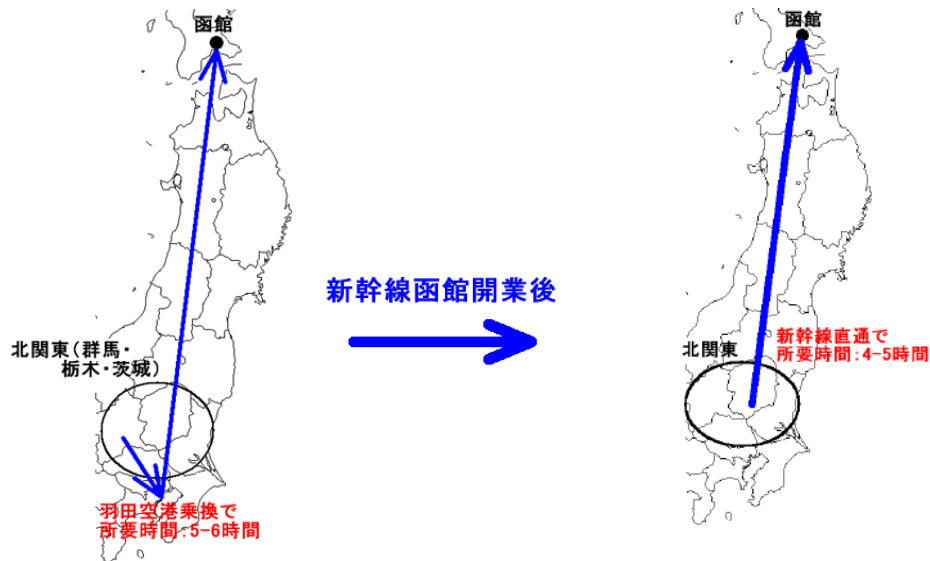 函館
北関東(群馬・
栃木・茨城)
羽田空港乗換で
所要時間:5-6時間
新幹線函館開業後
函館
北関東
新幹線直通で
所要時間:4-5時間